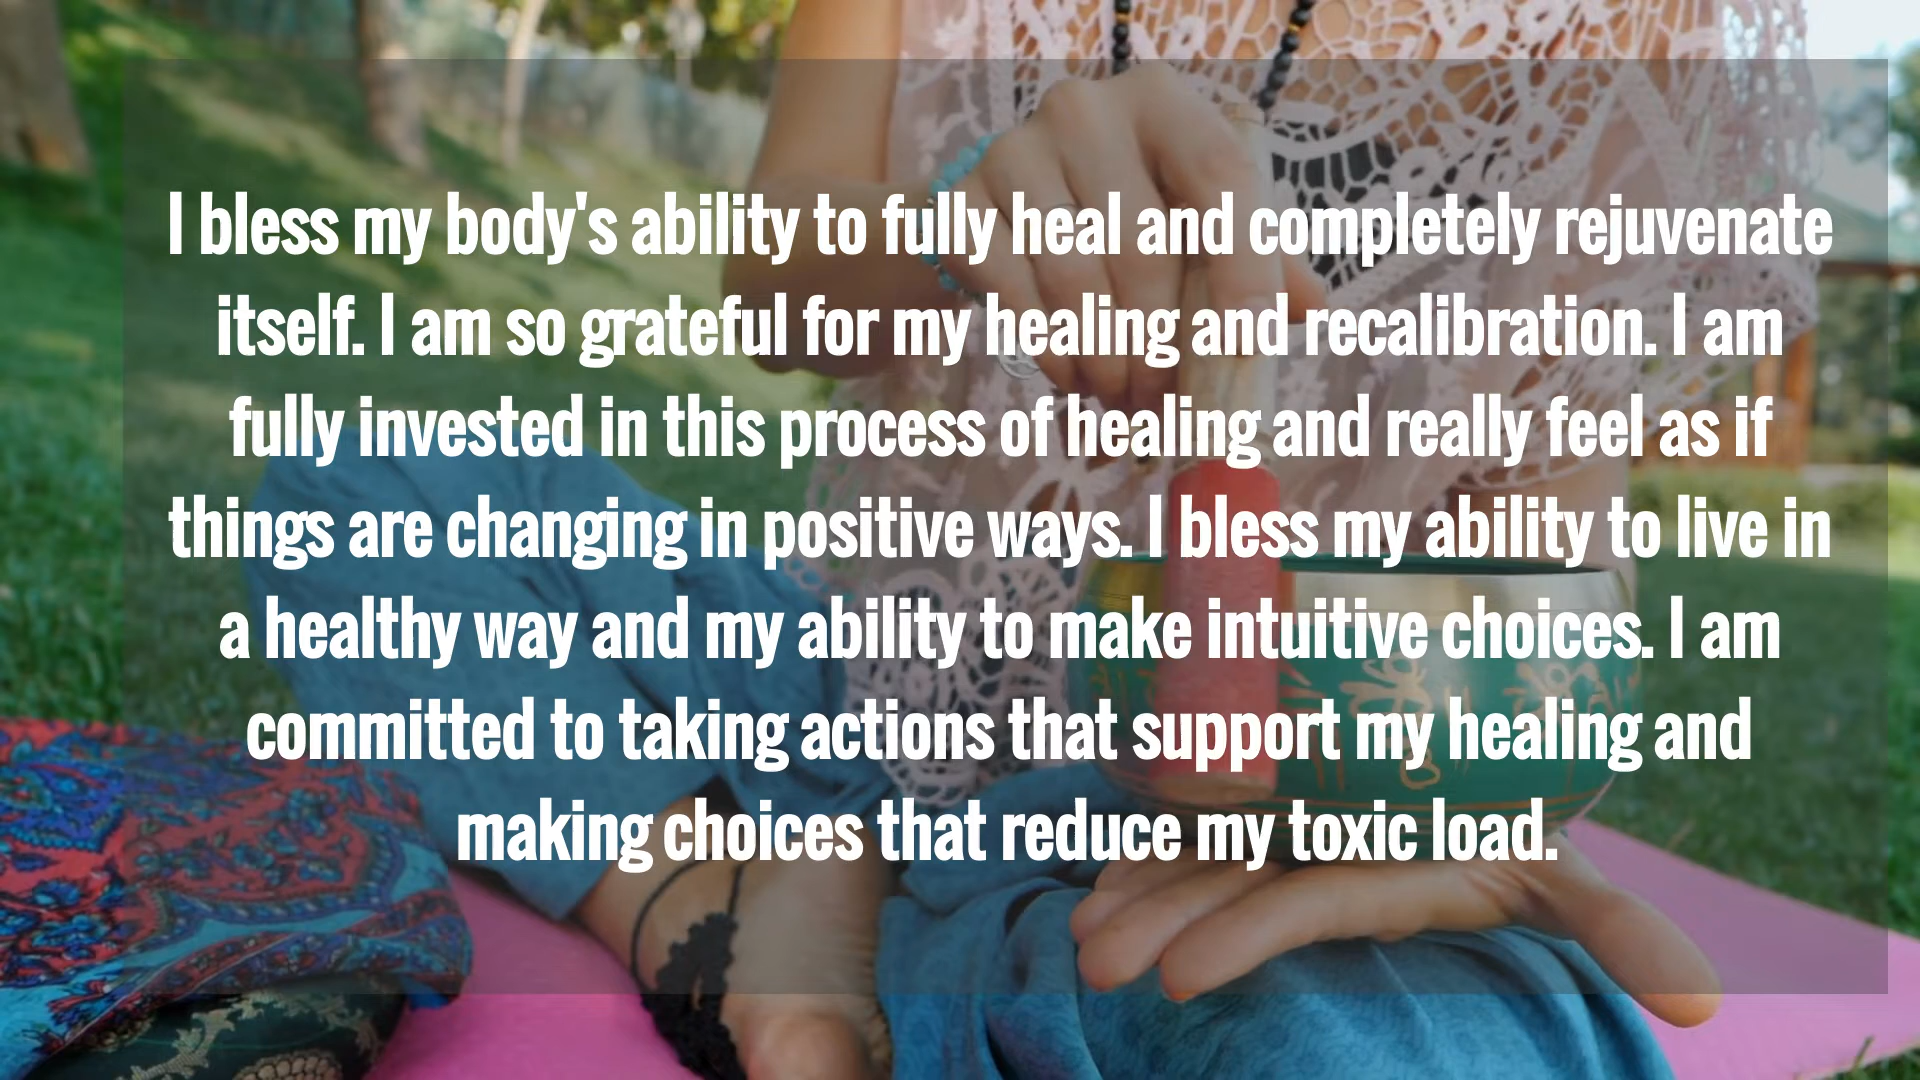 I bless my body's ability to fully heal and completely rejuvenate
itself. I am so grateful for my healing and recalibration. I am
fully invested in this process of healing and really feel as if
things are changing in positive ways. I bless my ability to live in
a healthy way and my ability to make intuitive choices. I am
committed to taking actions that support my healing and
making choices that reduce my toxic load.